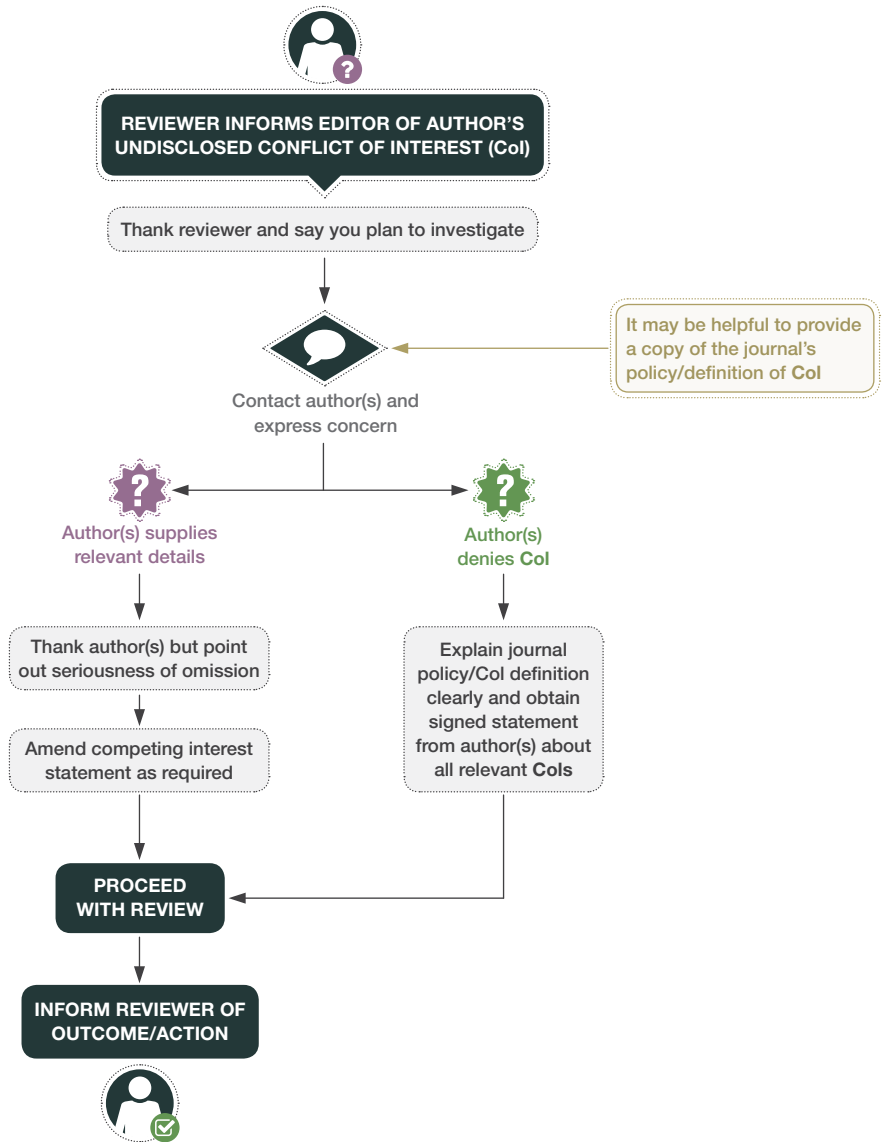 ?
REVIEWER INFORMS EDITOR OF AUTHOR'S
UNDISCLOSED CONFLICT OF INTEREST (CoI)
Thank reviewer and say you plan to investigate
It may be helpful to provide
a copy of the journal's
policy/definition of CoI
Contact author(s) and
express concern
?
Author(s) supplies
relevant details
?
Author(s)
denies CoI
Thank author(s) but point
out seriousness of omission
Amend competing interest
statement as required
Explain journal
policy/CoI definition
clearly and obtain
signed statement
from author(s) about
all relevant CoIs
PROCEED
WITH REVIEW
INFORM REVIEWER OF
OUTCOME/ACTION